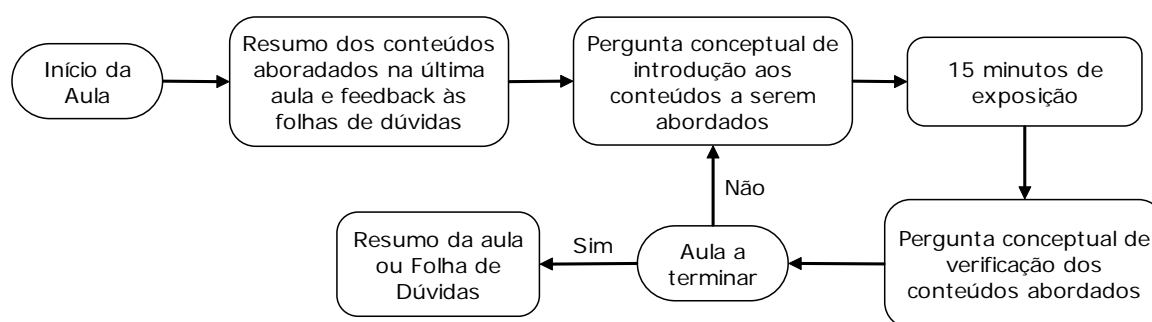 Início da
Aula
Resumo dos conteúdos
aboradados na última
aula e feedback às
folhas de dúvidas
Pergunta conceptual de
introdução aos
conteúdos a serem
abordados
15 minutos de
exposição
Pergunta conceptual de
verificação dos
conteúdos abordados
Aula a
terminar
Não
Sim
Resumo da aula
ou Folha de
Dúvidas